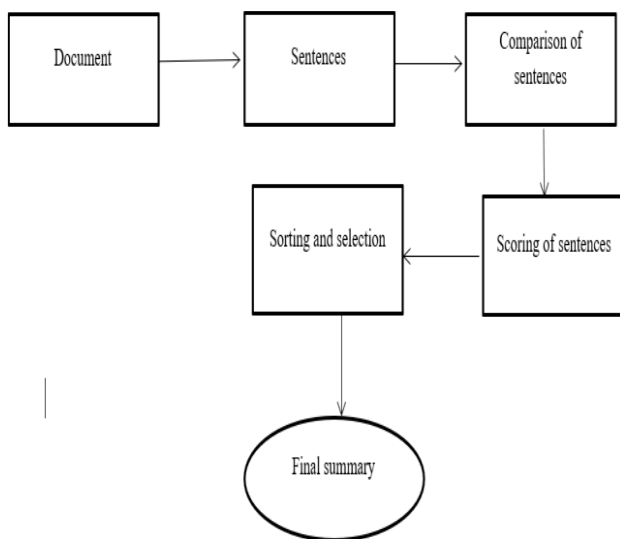 Document
Sentences
Comparison of
sentences
Sorting and selection
Scoring of sentences
Final summary